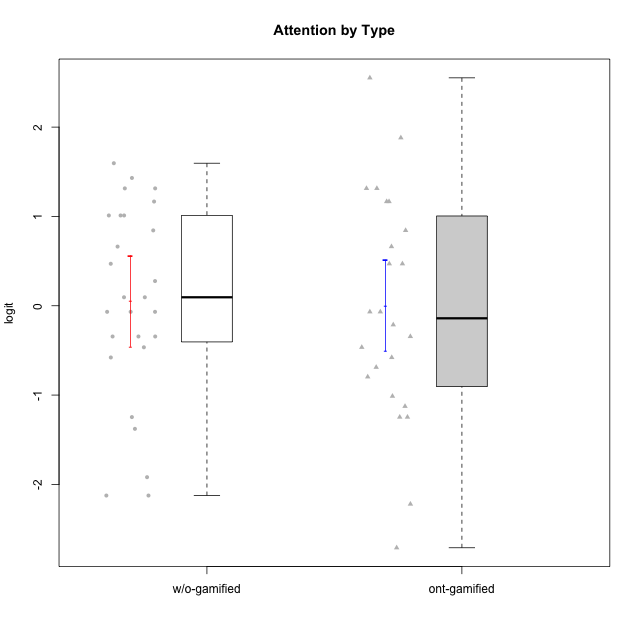 Attention by Type
logit
2
1
0
-1
-2
w/o-gamified
ont-gamified